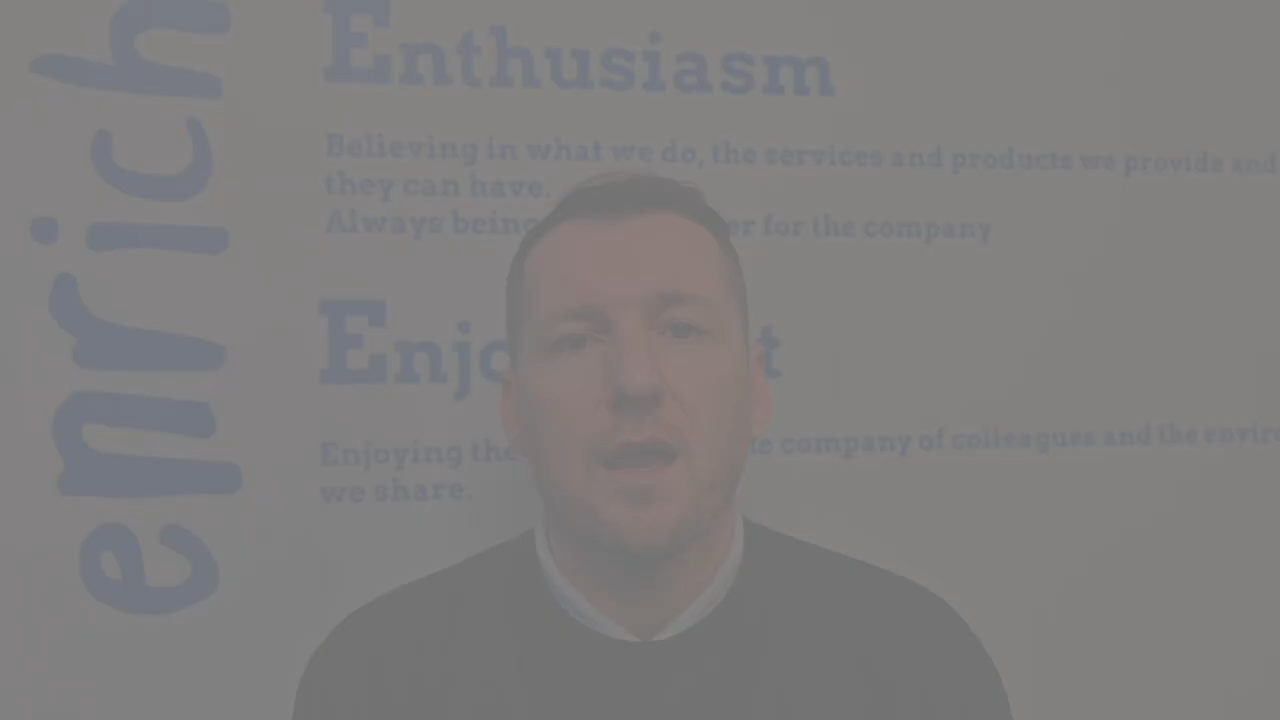 enrich
Enthusiasm
Believing in what we do, the services and products we provide and
they can have.
Always being er for the company
Enjo t
Enjoying the e company of colleagues and the enviro
we share.